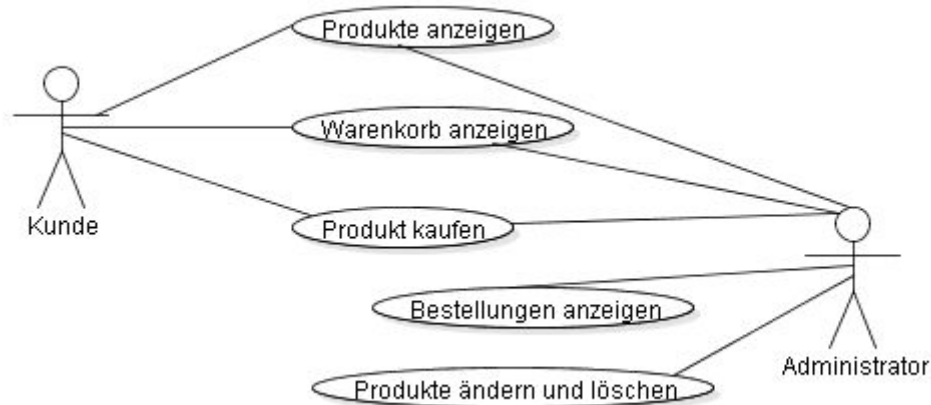 Produkte anzeigen
Warenkorb anzeigen
Kunde
Produkt kaufen
Bestellungen anzeigen
Administrator
Produkte ändern und löschen